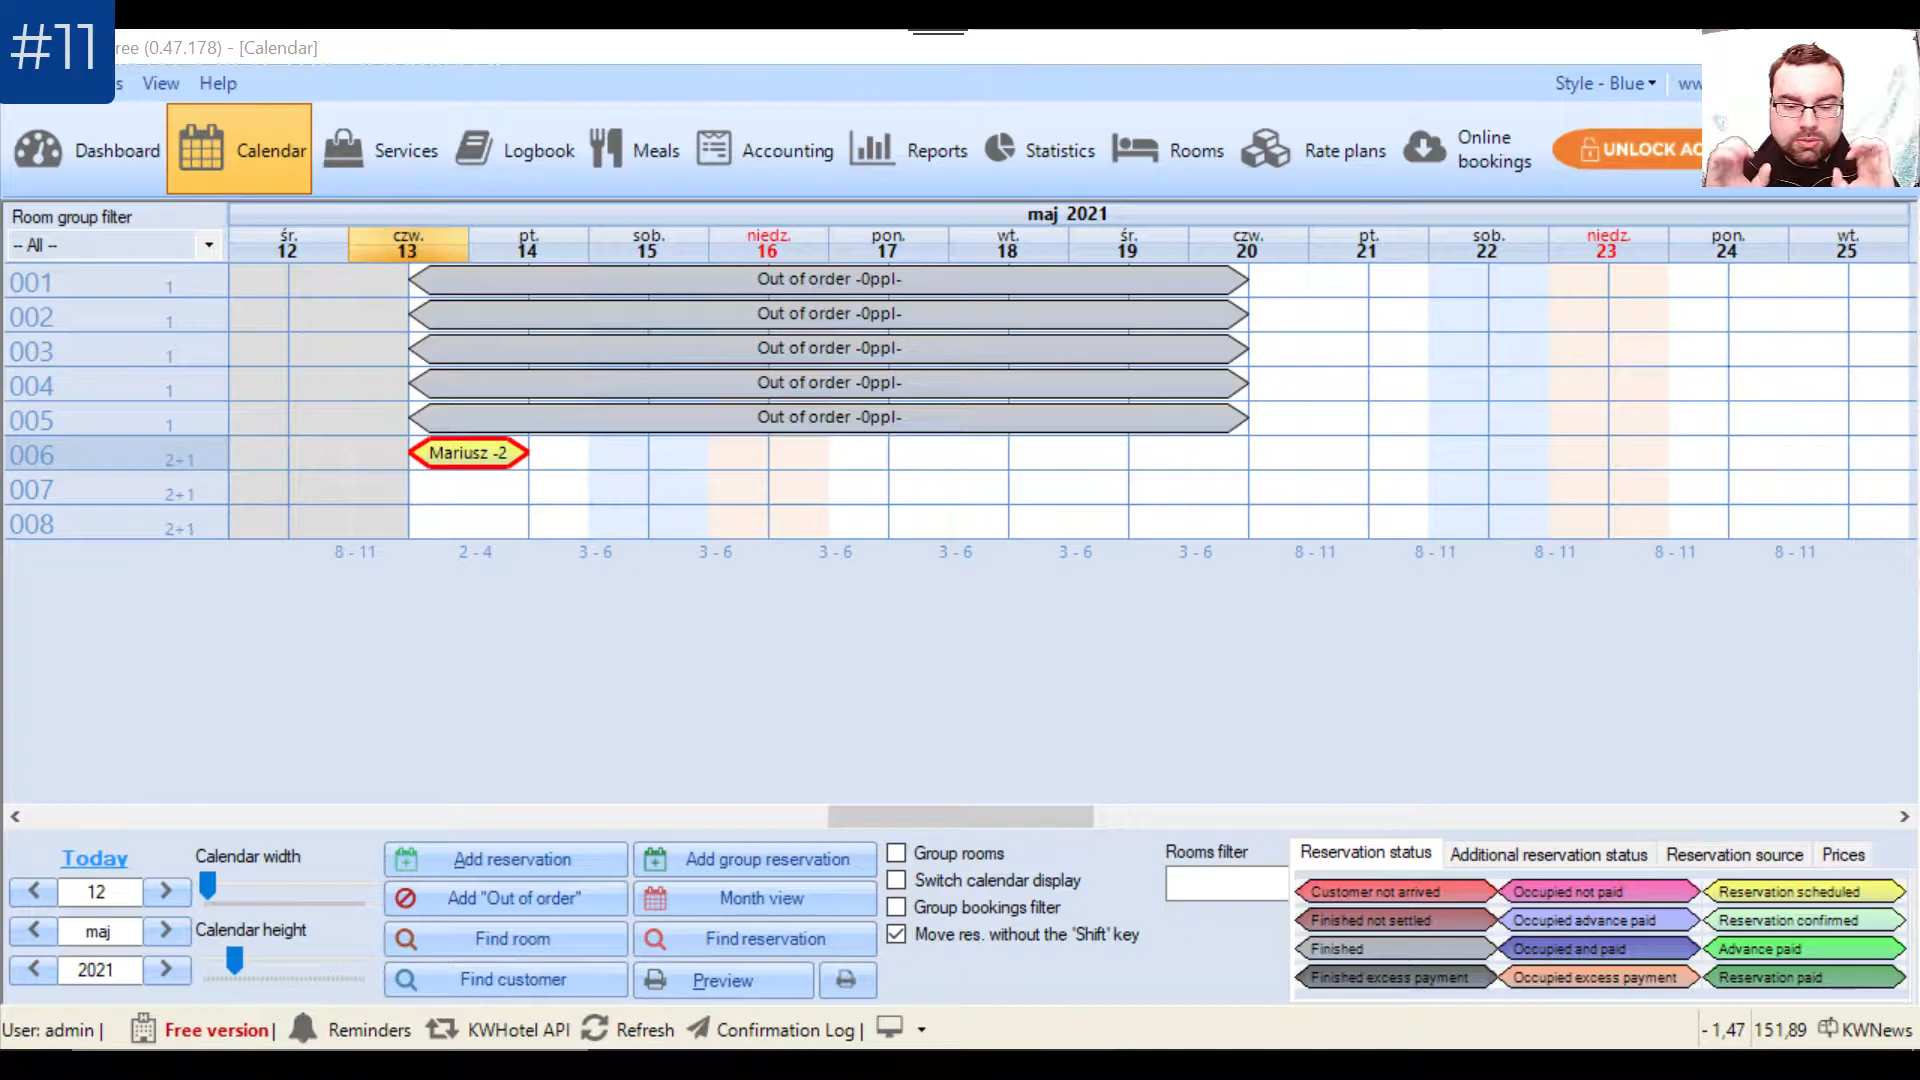 #11
ree (0.47.178) - [Calendar]
s View Help
Style - Blue
ww
Dashboard
Calendar
Services
Logbook
Meals
Accounting
Reports
Statistics
Rooms
Rate plans
Online
bookings
UNLOCK AC
Room group filter
-- All --
maj 2021
śr. czw. pt. sob. niedz. pon. wt. śr. czw. pt. sob. niedz. pon. wt.
12 13 14 15 16 17 18 19 20 21 22 23 24 25
001 1 Out of order -0ppl-
002 1 Out of order -0ppl-
003 1 Out of order -0ppl-
004 1 Out of order -0ppl-
005 1 Out of order -0ppl-
006 2+1 Mariusz -2
007 2+1
008 2+1
8 - 11 2 - 4 3 - 6 3 - 6 3 - 6 3 - 6 3 - 6 3 - 6 8 - 11 8 - 11 8 - 11 8 - 11 8 - 11
Today
< 12 >
< maj >
< 2021 >
Calendar width
Calendar height
Add reservation
Add "Out of order"
Find room
Find customer
Add group reservation
Month view
Find reservation
Preview
Group rooms
Switch calendar display
Group bookings filter
Move res. without the 'Shift' key
Rooms filter
Reservation status Additional reservation status Reservation source Prices
Customer not arrived Occupied not paid Reservation scheduled
Finished not settled Occupied advance paid Reservation confirmed
Finished Occupied and paid Advance paid
Finished excess payment Occupied excess payment Reservation paid
User: admin | Free version | Reminders KWHotel API Refresh Confirmation Log | - 1,47 151,89 KWNews